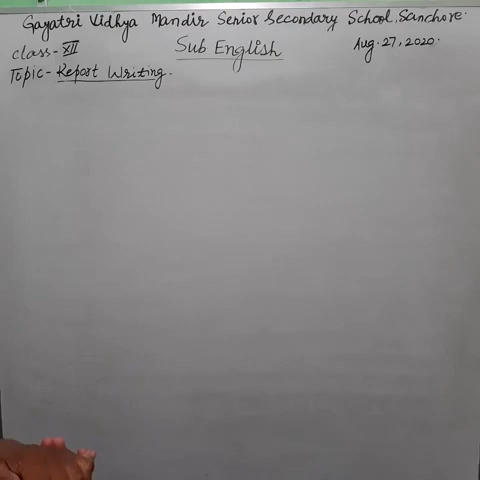 Gayatri Vidhya Mandir Senior Secondary School, Sanchore.
Class-XII Sub English Aug. 27, 2020.
Topic- Report Writing.